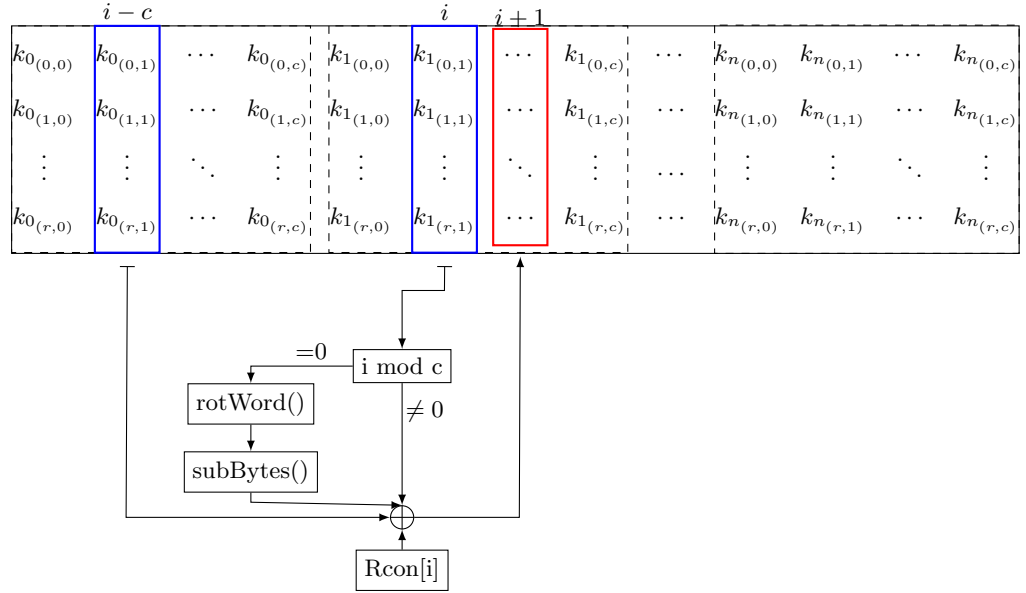 i − c i i + 1
k₀₍₀,₀₎ k₀₍₀,₁₎ ⋯ k₀₍₀,c₎ k₁₍₀,₀₎ k₁₍₀,₁₎ ⋯ k₁₍₀,c₎ ⋯ kₙ₍₀,₀₎ kₙ₍₀,₁₎ ⋯ kₙ₍₀,c₎
k₀₍₁,₀₎ k₀₍₁,₁₎ ⋯ k₀₍₁,c₎ k₁₍₁,₀₎ k₁₍₁,₁₎ ⋯ k₁₍₁,c₎ ⋯ kₙ₍₁,₀₎ kₙ₍₁,₁₎ ⋯ kₙ₍₁,c₎
⋮ ⋮ ⋱ ⋮ ⋮ ⋮ ⋱ ⋮ ⋯ ⋮ ⋮ ⋱ ⋮
k₀₍r,₀₎ k₀₍r,₁₎ ⋯ k₀₍r,c₎ k₁₍r,₀₎ k₁₍r,₁₎ ⋯ k₁₍r,c₎ ⋯ kₙ₍r,₀₎ kₙ₍r,₁₎ ⋯ kₙ₍r,c₎
=0
i mod c
rotWord()
≠ 0
subBytes()
Rcon[i]